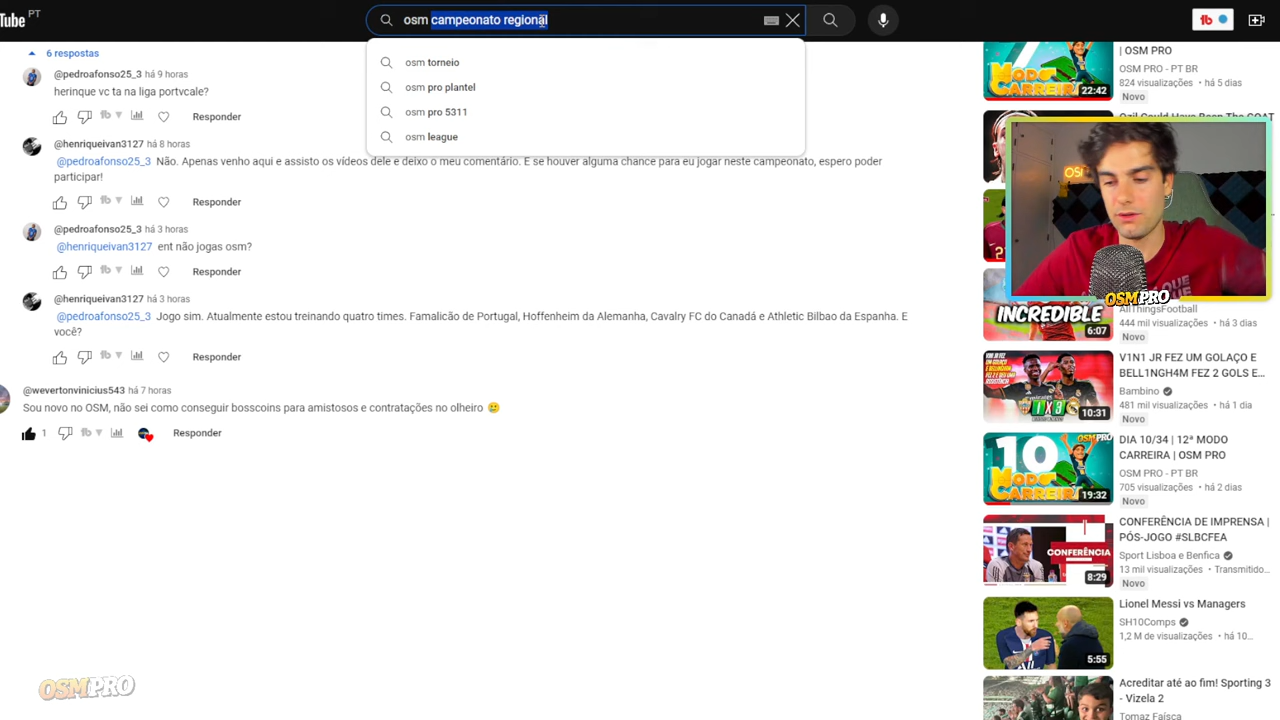 Tube PT
osm campeonato regional
osm torneio
osm pro plantel
osm pro 5311
osm league
6 respostas
@pedroafonso25_3 há 9 horas
herinque vc ta na liga portvcale?
Responder
@henriqueivan3127 há 8 horas
@pedroafonso25_3 Não. Apenas venho aqui e assisto os vídeos dele e deixo o meu comentário. E se houver alguma chance para eu jogar neste campeonato, espero poder
participar!
Responder
@pedroafonso25_3 há 3 horas
@henriqueivan3127 ent não jogas osm?
Responder
@henriqueivan3127 há 3 horas
@pedroafonso25_3 Jogo sim. Atualmente estou treinando quatro times. Famalicão de Portugal, Hoffenheim da Alemanha, Cavalry FC do Canadá e Athletic Bilbao da Espanha. E
você?
Responder
@wevertonvinicius543 há 7 horas
Sou novo no OSM, não sei como conseguir bosscoins para amistosos e contratações no olheiro
1
Responder
OSMPRO
| OSM PRO
OSM PRO - PT BR
824 visualizações • há 5 dias
Novo
22:42
MODO CARREIRA
Ozil Could Have Been The GOAT
OSM
OSMPRO
AllThingsFootball
444 mil visualizações • há 3 dias
Novo
INCREDIBLE
6:07
V1N1 JR FEZ UM GOLAÇO E
BELL1NGH4M FEZ 2 GOLS E...
Bambino
481 mil visualizações • há 1 dia
Novo
1x3
10:31
DIA 10/34 | 12ª MODO
CARREIRA | OSM PRO
OSM PRO - PT BR
705 visualizações • há 2 dias
Novo
10
MODO CARREIRA
19:32
CONFERÊNCIA DE IMPRENSA |
PÓS-JOGO #SLBCFEA
Sport Lisboa e Benfica
13 mil visualizações • Transmitido...
Novo
CONFERÊNCIA
8:29
Lionel Messi vs Managers
SH10Comps
1,2 M de visualizações • há 10...
5:55
Acreditar até ao fim! Sporting 3
- Vizela 2
Tomaz Faísca